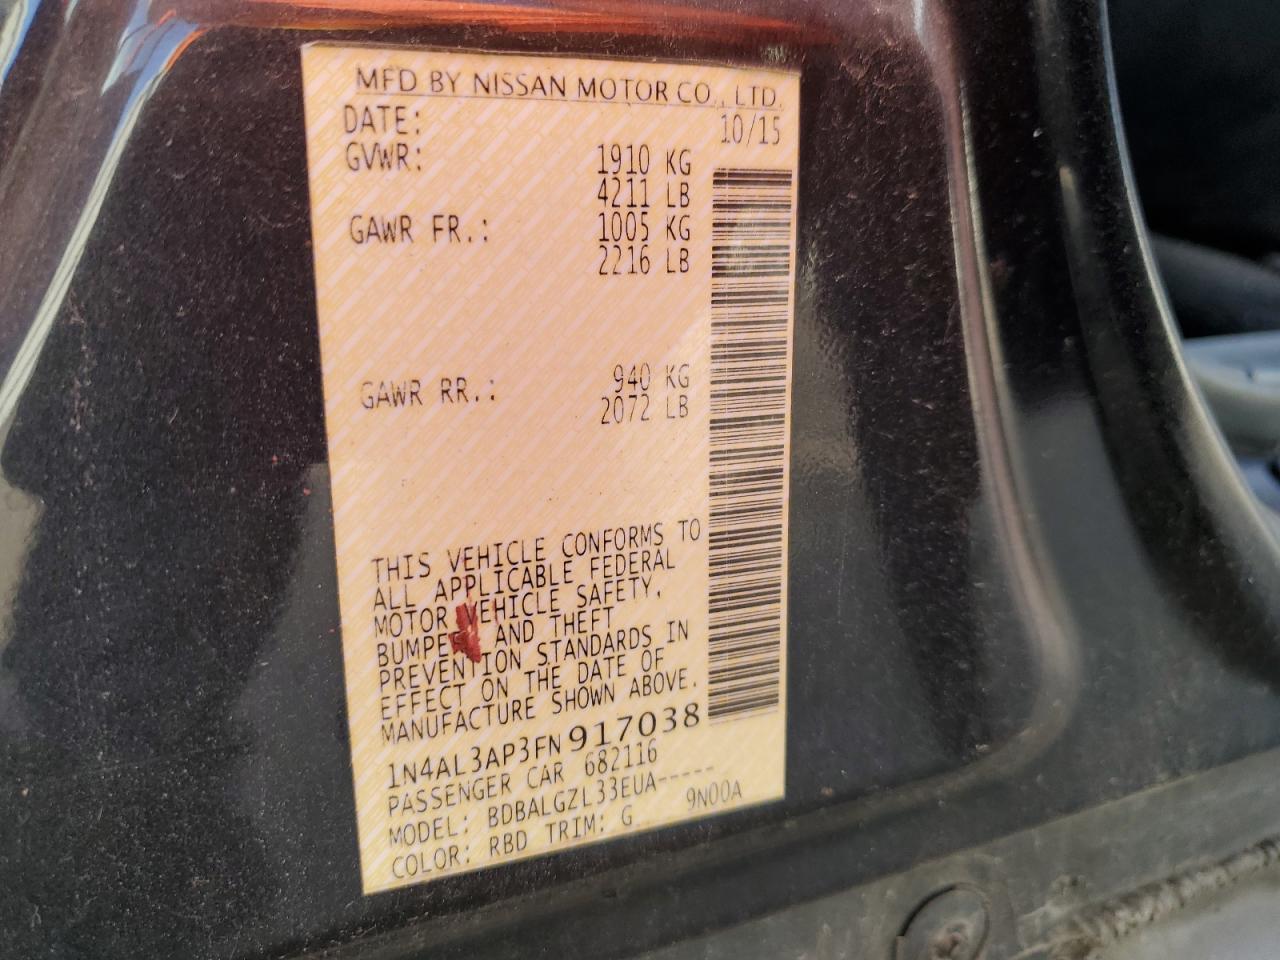 MFD BY NISSAN MOTOR CO., LTD.
DATE: 10/15
GVWR: 1910 KG
4211 LB
GAWR FR.: 1005 KG
2216 LB
GAWR RR.: 940 KG
2072 LB
THIS VEHICLE CONFORMS TO
ALL APPLICABLE FEDERAL
MOTOR VEHICLE SAFETY,
BUMPER AND THEFT
PREVENTION STANDARDS IN
EFFECT ON THE DATE OF
MANUFACTURE SHOWN ABOVE.
1N4AL3AP3FN917038
PASSENGER CAR 682116
MODEL: BDBALGZL33EUA-----
COLOR: RBD TRIM: G 9N00A